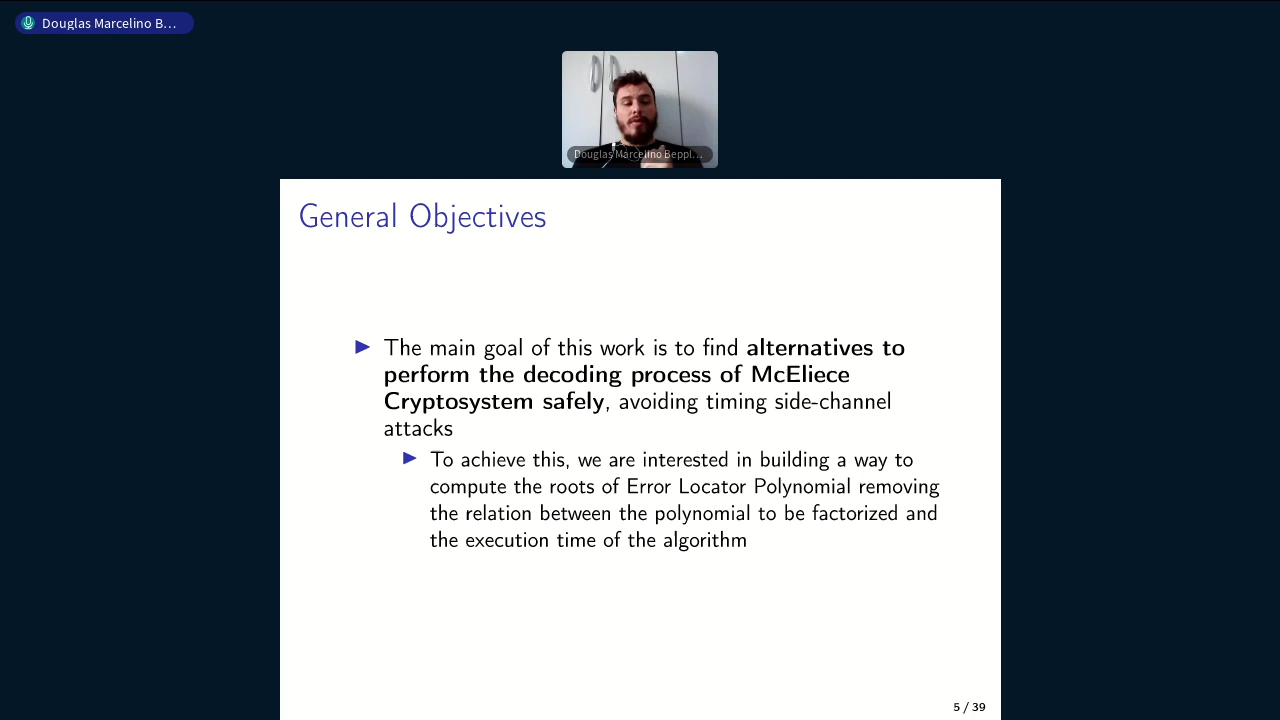 Douglas Marcelino B…
Douglas Marcelino Beppl…
General Objectives
The main goal of this work is to find alternatives to
perform the decoding process of McEliece
Cryptosystem safely, avoiding timing side-channel
attacks
To achieve this, we are interested in building a way to
compute the roots of Error Locator Polynomial removing
the relation between the polynomial to be factorized and
the execution time of the algorithm
5 / 39